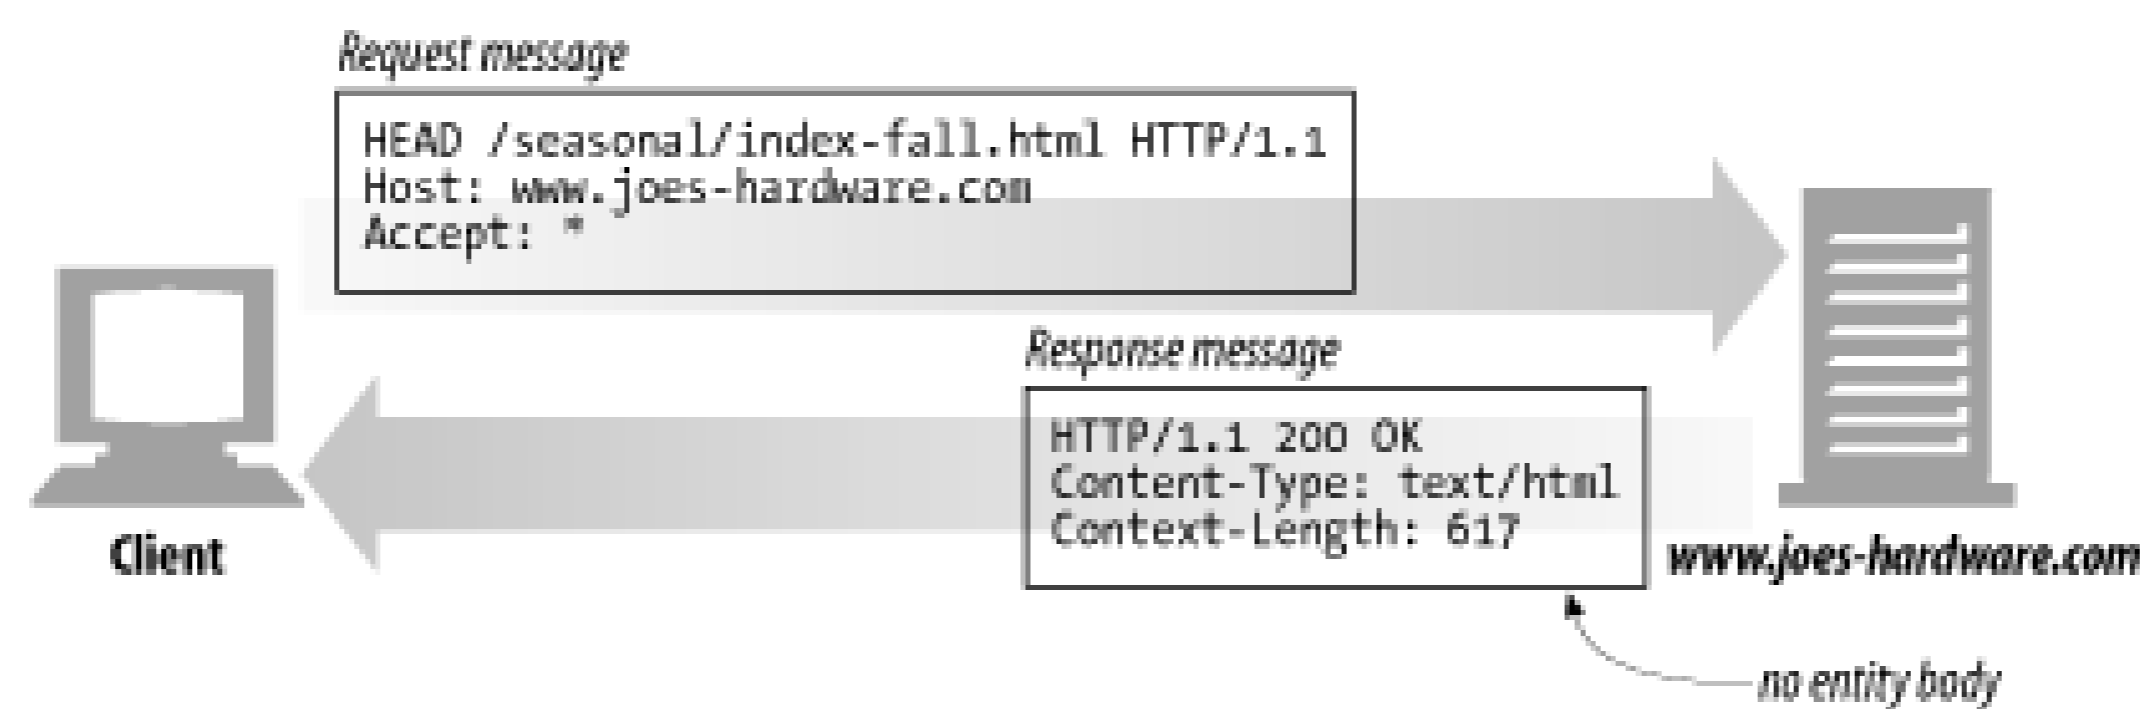 Request message
HEAD /seasonal/index-fall.html HTTP/1.1
Host: www.joes-hardware.com
Accept: *
Response message
HTTP/1.1 200 OK
Content-Type: text/html
Context-Length: 617
Client
www.joes-hardware.com
no entity body